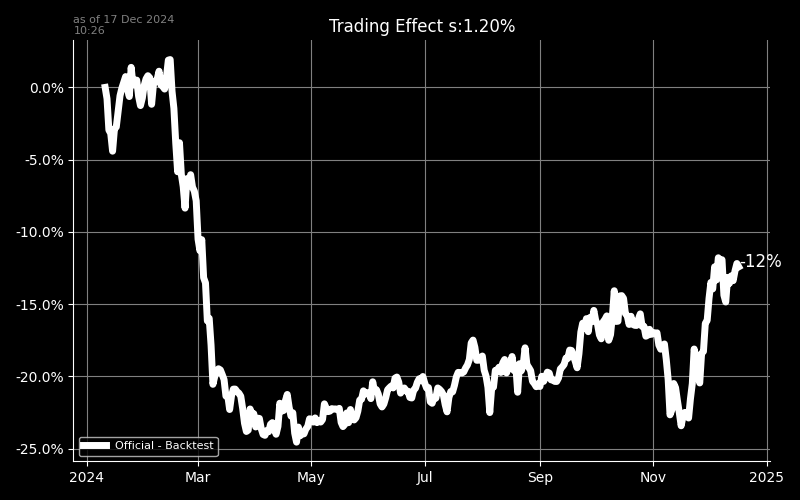 as of 17 Dec 2024
10:26
Trading Effect s:1.20%
0.0%
-5.0%
-10.0%
-12%
-15.0%
-20.0%
-25.0%
Official - Backtest
2024 Mar May Jul Sep Nov 2025